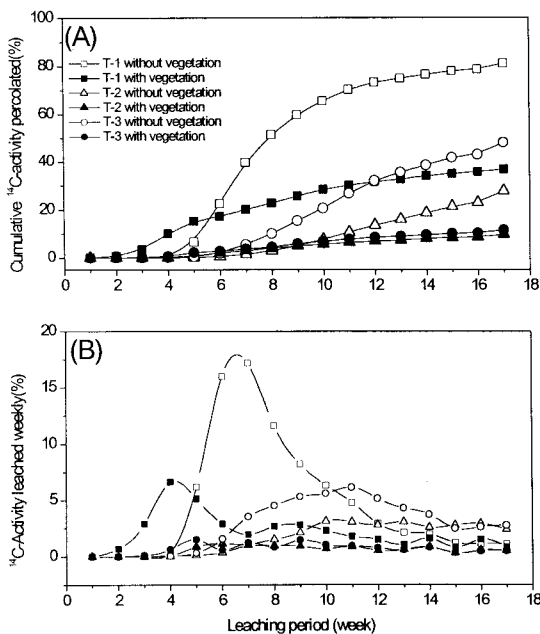 (A)
Cumulative ¹⁴C-activity percolated(%)
100
80
60
40
20
0
T-1 without vegetation
T-1 with vegetation
T-2 without vegetation
T-2 with vegetation
T-3 without vegetation
T-3 with vegetation
0 2 4 6 8 10 12 14 16 18
(B)
¹⁴C-Activity leached weekly(%)
20
15
10
5
0
0 2 4 6 8 10 12 14 16 18
Leaching period (week)